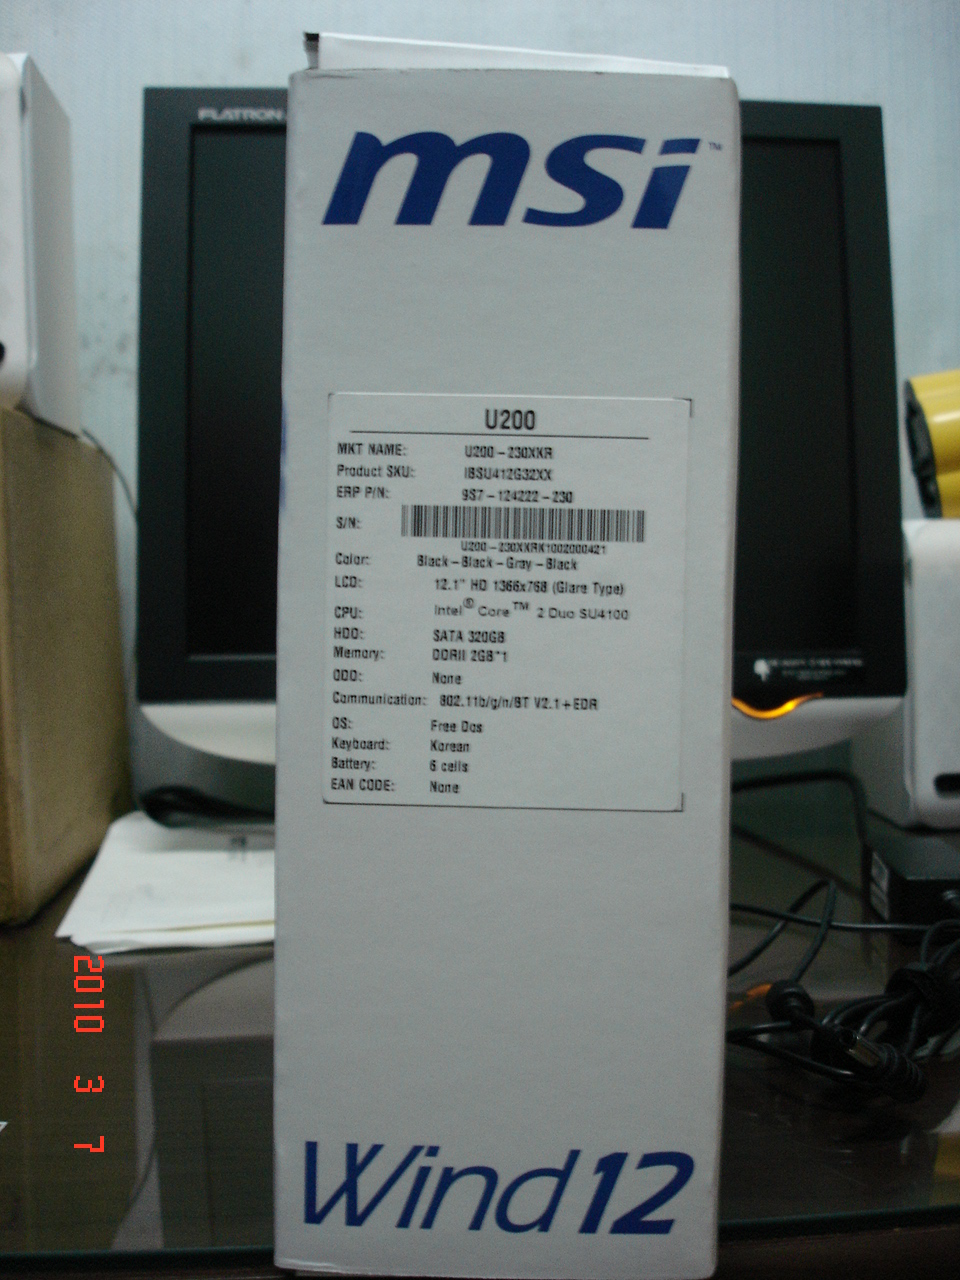 FLATRON
msi™
U200
MKT NAME: U200-230XKR
Product SKU: IBSU412G32XX
ERP P/N: 9S7-124222-230
S/N:
U200-230XKRK1002000421
Color: Black-Black-Gray-Black
LCD: 12.1" HD 1366x768 (Glare Type)
CPU: Intel® Core™ 2 Duo SU4100
HDD: SATA 320GB
Memory: DDRII 2GB*1
ODD: None
Communication: 802.11b/g/n/BT V2.1+EDR
OS: Free Dos
Keyboard: Korean
Battery: 6 cells
EAN CODE: None
Wind12
2010 3 7